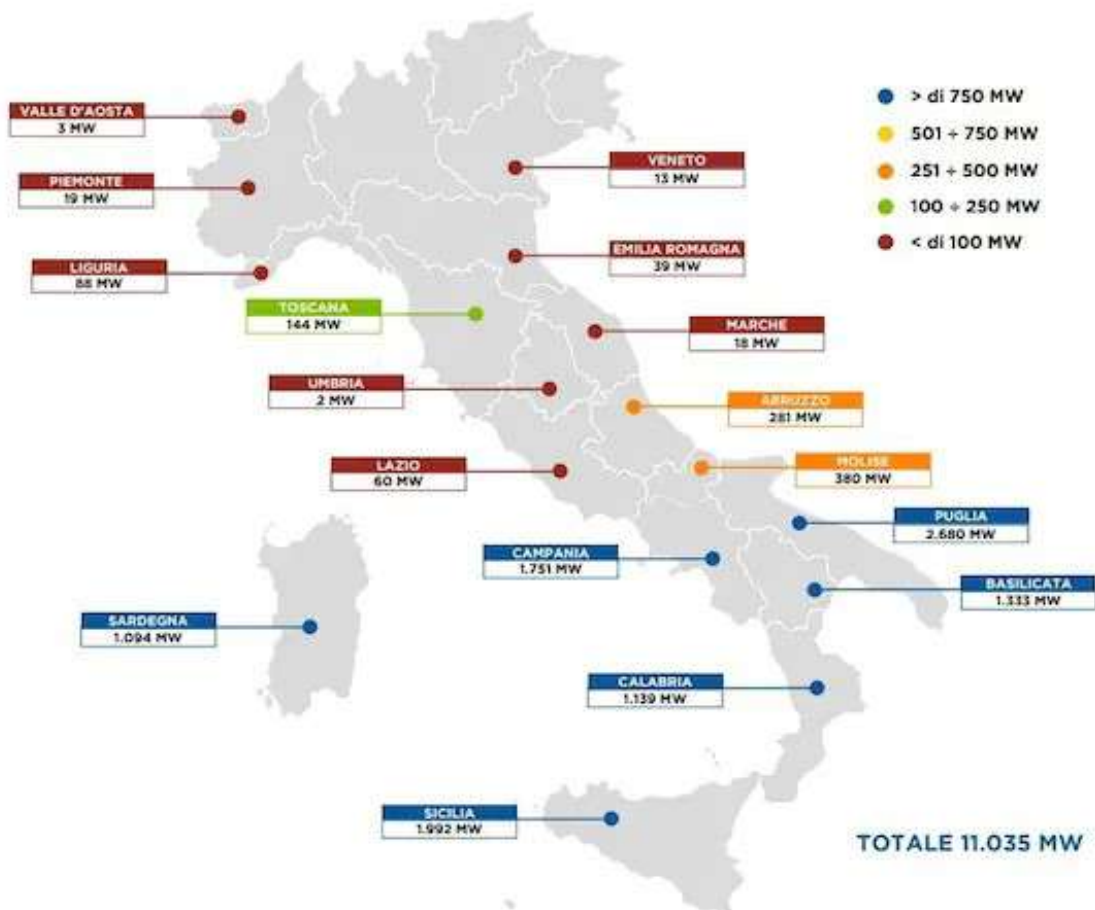 VALLE D'AOSTA
3 MW
PIEMONTE
19 MW
LIGURIA
88 MW
TOSCANA
144 MW
UMBRIA
2 MW
LAZIO
60 MW
SARDEGNA
1.094 MW
CAMPANIA
1.751 MW
CALABRIA
1.139 MW
SICILIA
1.992 MW
VENETO
13 MW
EMILIA ROMAGNA
39 MW
MARCHE
18 MW
ABRUZZO
281 MW
MOLISE
380 MW
PUGLIA
2.680 MW
BASILICATA
1.333 MW
> di 750 MW
501 ÷ 750 MW
251 ÷ 500 MW
100 ÷ 250 MW
< di 100 MW
TOTALE 11.035 MW